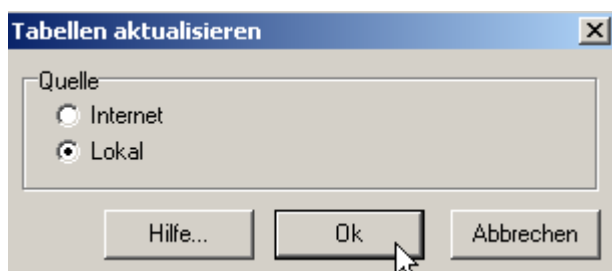 Tabellen aktualisieren
Quelle
Internet
Lokal
Hilfe... Ok Abbrechen